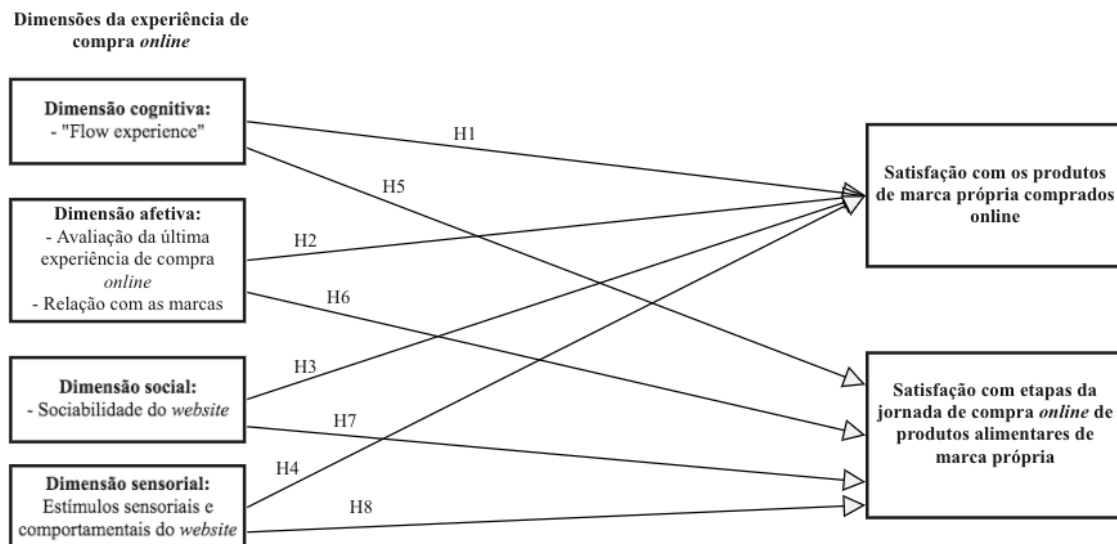 Dimensões da experiência de
compra online
Dimensão cognitiva:
- "Flow experience"
H1
H5
Satisfação com os produtos
de marca própria comprados
online
Dimensão afetiva:
- Avaliação da última
experiência de compra
online
- Relação com as marcas
H2
H6
Dimensão social:
- Sociabilidade do website
H3
H7
Satisfação com etapas da
jornada de compra online de
produtos alimentares de
marca própria
Dimensão sensorial:
Estímulos sensoriais e
comportamentais do website
H4
H8